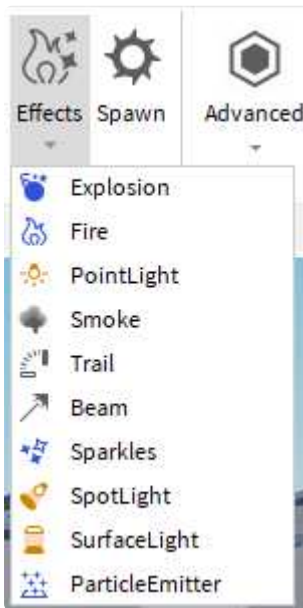 Effects Spawn Advanced
Explosion
Fire
PointLight
Smoke
Trail
Beam
Sparkles
SpotLight
SurfaceLight
ParticleEmitter